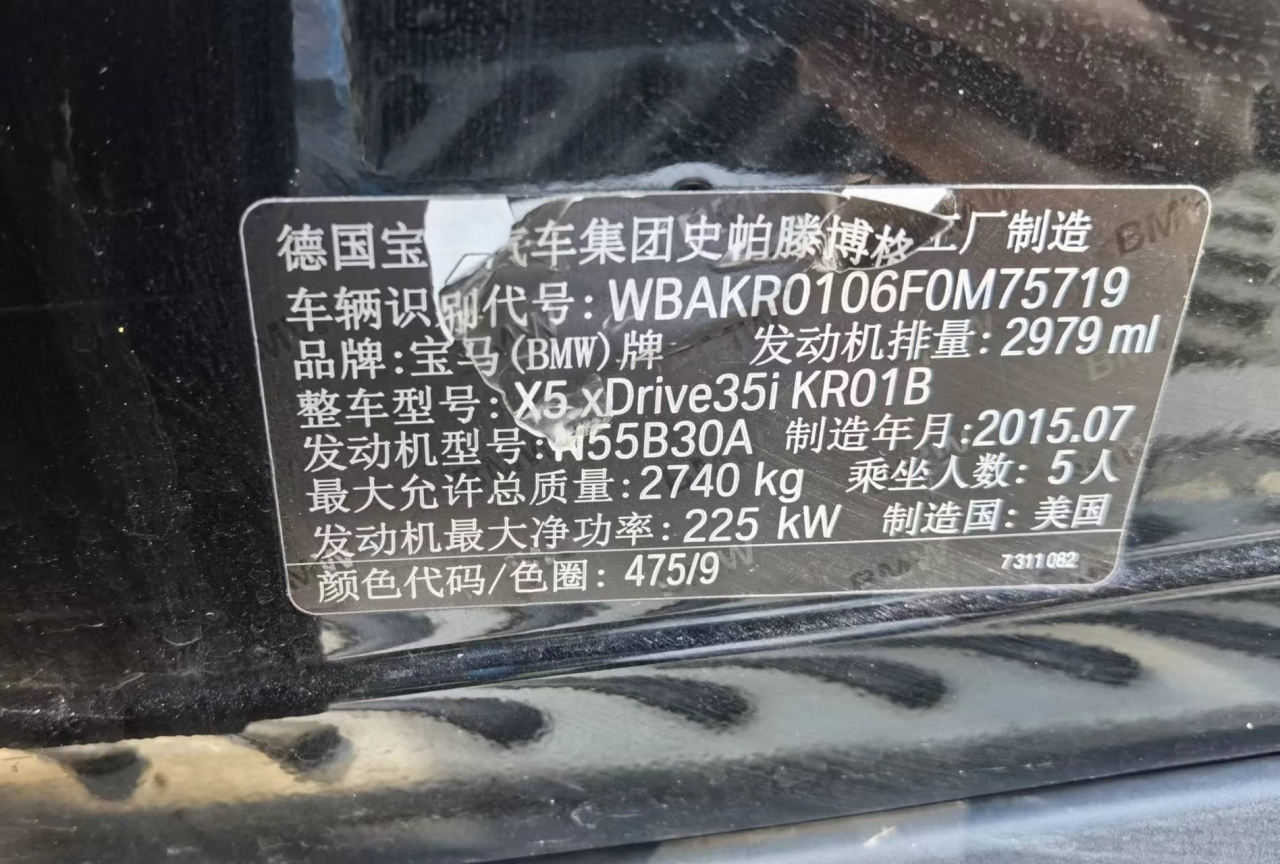 德国宝 汽车集团史帕滕博格工厂制造
车辆识别代号: WBAKR0106F0M75719
品牌: 宝马(BMW)牌 发动机排量: 2979 ml
整车型号: X5 xDrive35i KR01B
发动机型号: N55B30A 制造年月: 2015.07
最大允许总质量: 2740 kg 乘坐人数: 5 人
发动机最大净功率: 225 kW 制造国: 美国
颜色代码/色圈: 475/9 7311082